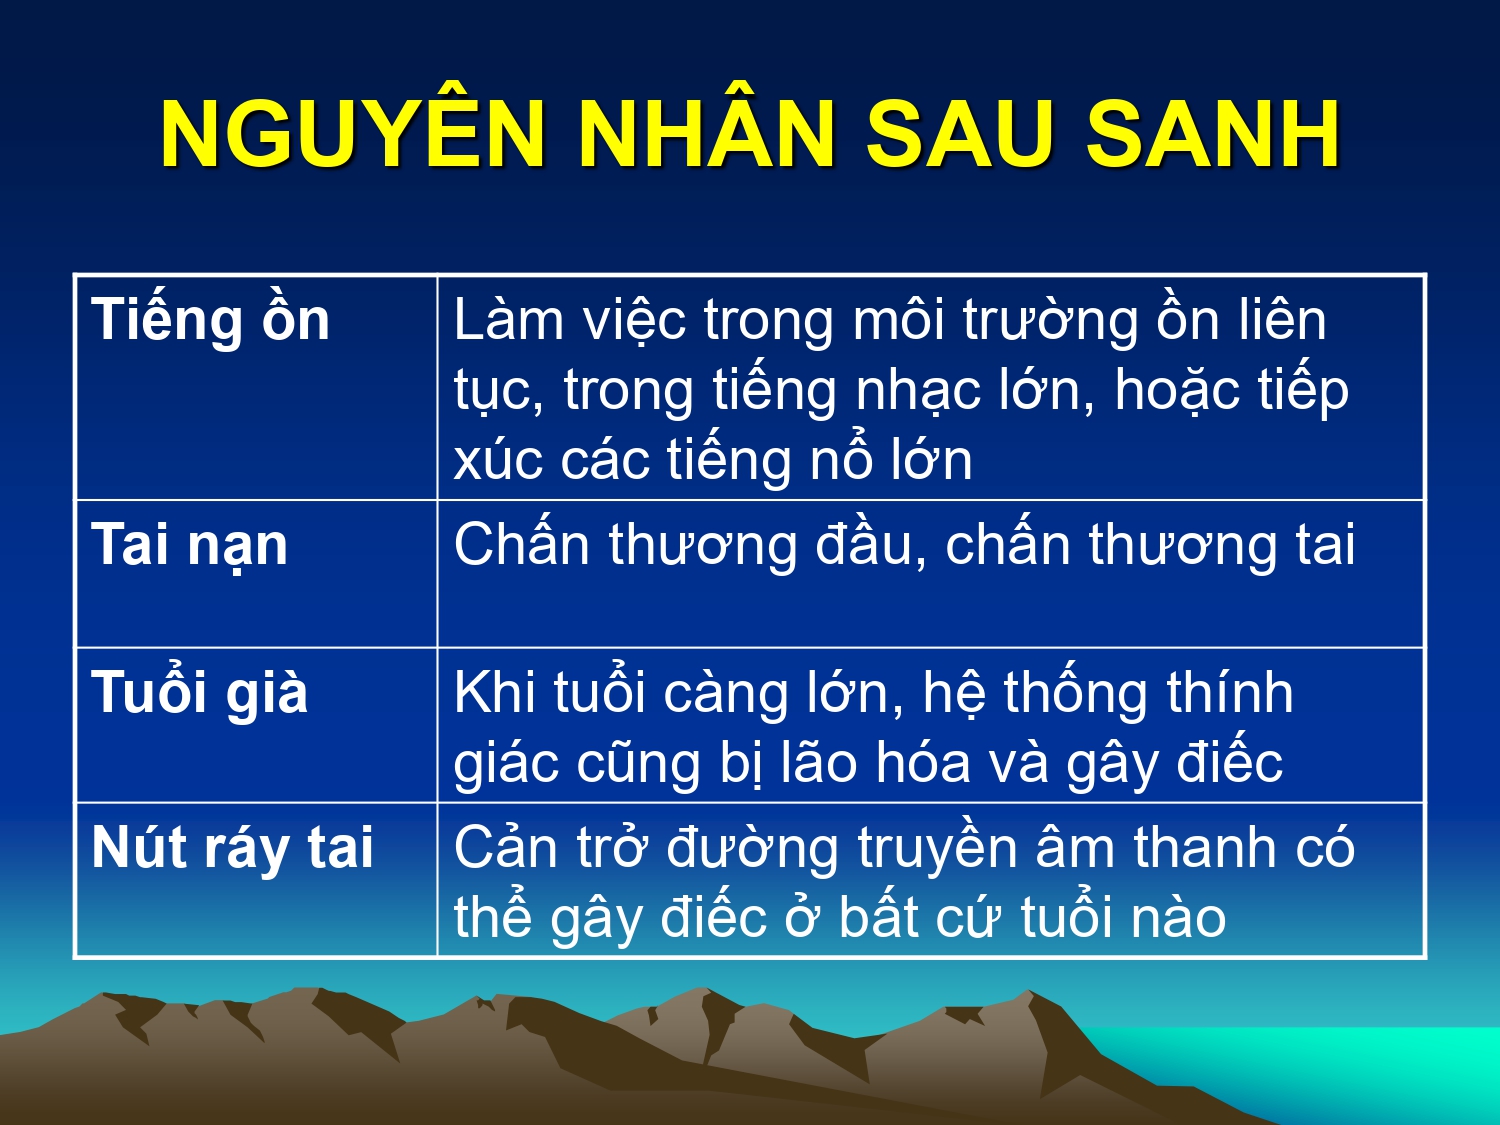 NGUYÊN NHÂN SAU SANH
Tiếng ồn
Làm việc trong môi trường ồn liên
tục, trong tiếng nhạc lớn, hoặc tiếp
xúc các tiếng nổ lớn
Tai nạn
Chấn thương đầu, chấn thương tai
Tuổi già
Khi tuổi càng lớn, hệ thống thính
giác cũng bị lão hóa và gây điếc
Nút ráy tai
Cản trở đường truyền âm thanh có
thể gây điếc ở bất cứ tuổi nào